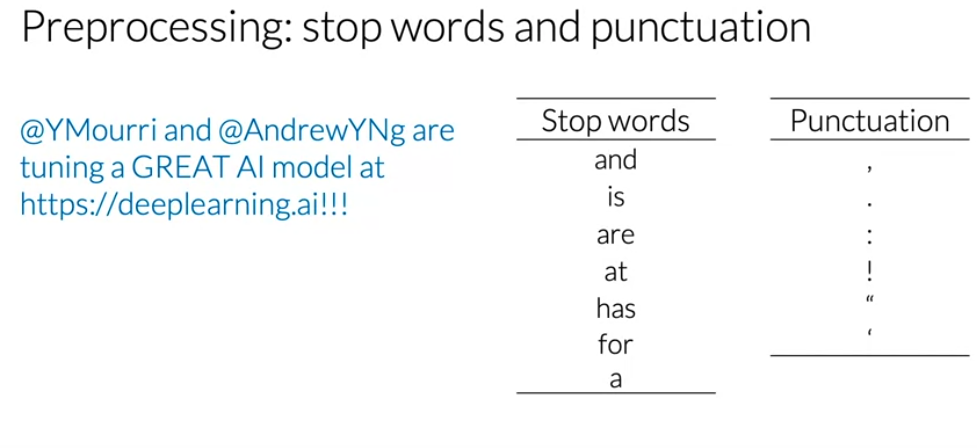 Preprocessing: stop words and punctuation
@YMourri and @AndrewYNg are
tuning a GREAT AI model at
https://deeplearning.ai!!!
Stop words
and
is
are
at
has
for
a
Punctuation
,
.
:
!
“
‘